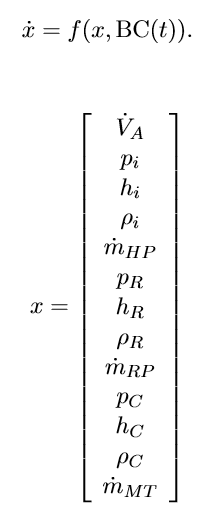 ẋ = f(x, BC(t)).
V̇_A
p_i
h_i
ρ_i
ṁ_HP
p_R
h_R
ρ_R
x = ṁ_RP
p_C
h_C
ρ_C
ṁ_MT